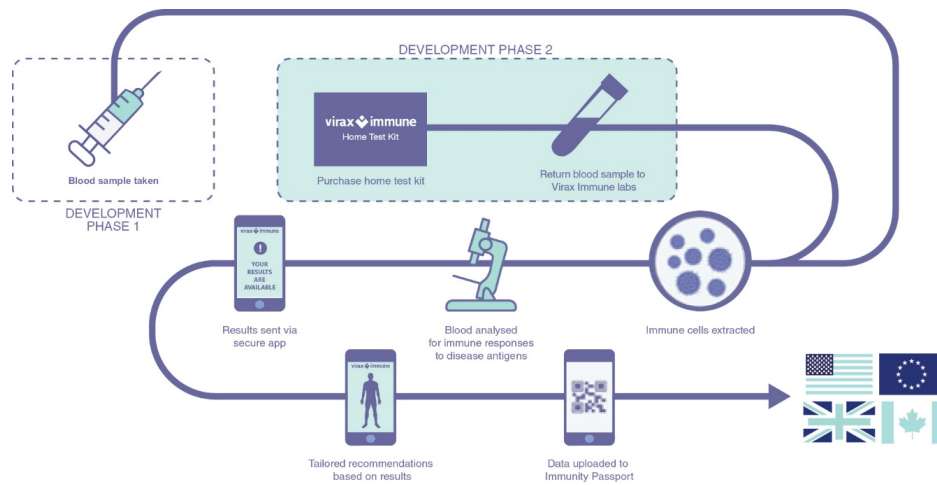 DEVELOPMENT PHASE 2
virax immune
Home Test Kit
Blood sample taken
Purchase home test kit
Return blood sample to
Virax Immune labs
DEVELOPMENT
PHASE 1
virax immune
YOUR
RESULTS
ARE
AVAILABLE
Results sent via
secure app
Blood analysed
for immune responses
to disease antigens
Immune cells extracted
virax immune
Tailored recommendations
based on results
Data uploaded to
Immunity Passport